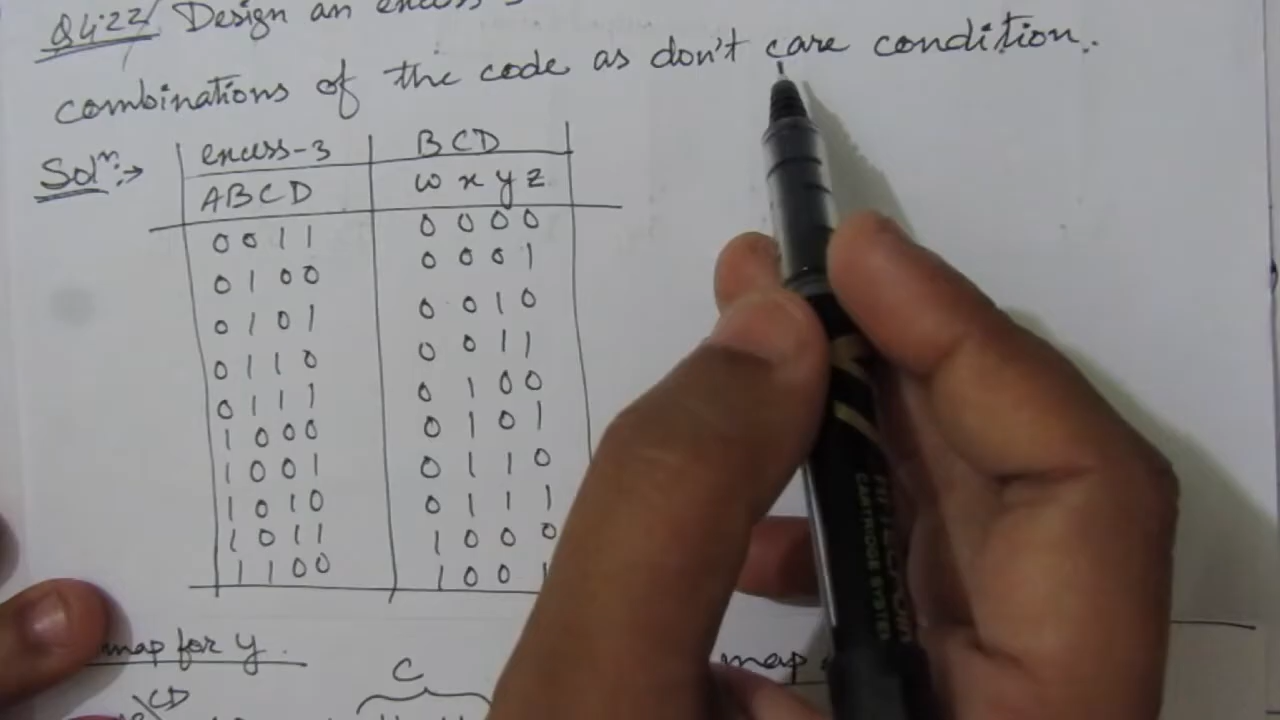 Q4.22/ Design an excess-3
combinations of the code as don't care condition.
Solⁿ:→
excess-3 BCD
ABCD w x y z
0011 0000
0100 0001
0101 0010
0110 0011
0111 0100
1000 0101
1001 0110
1010 0111
1011 1000
1100 1001
map for y. map
CD C